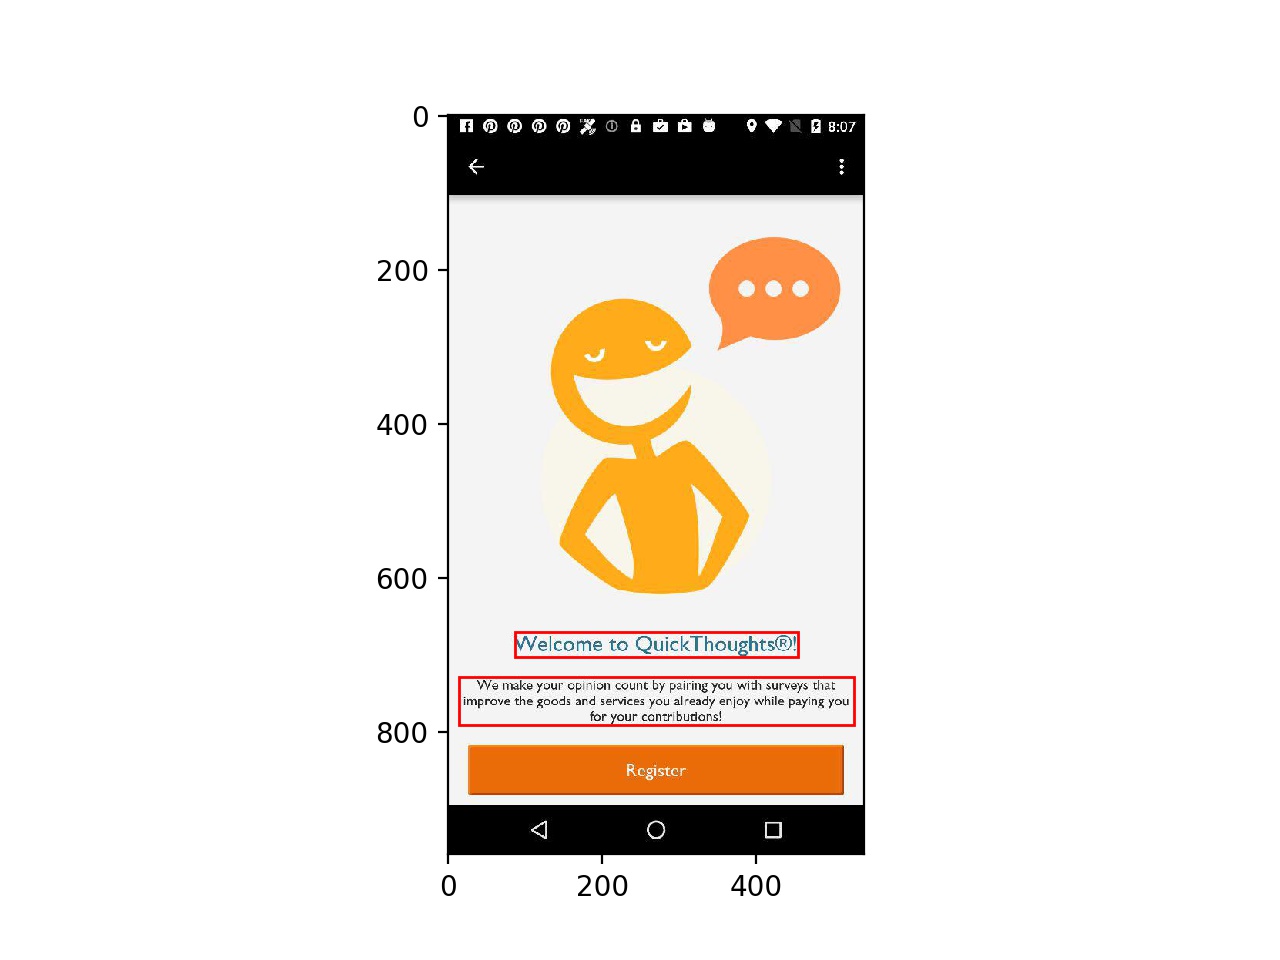 0
200
400
600
800
8:07
Welcome to QuickThoughts®!
We make your opinion count by pairing you with surveys that
improve the goods and services you already enjoy while paying you
for your contributions!
Register
0
200
400